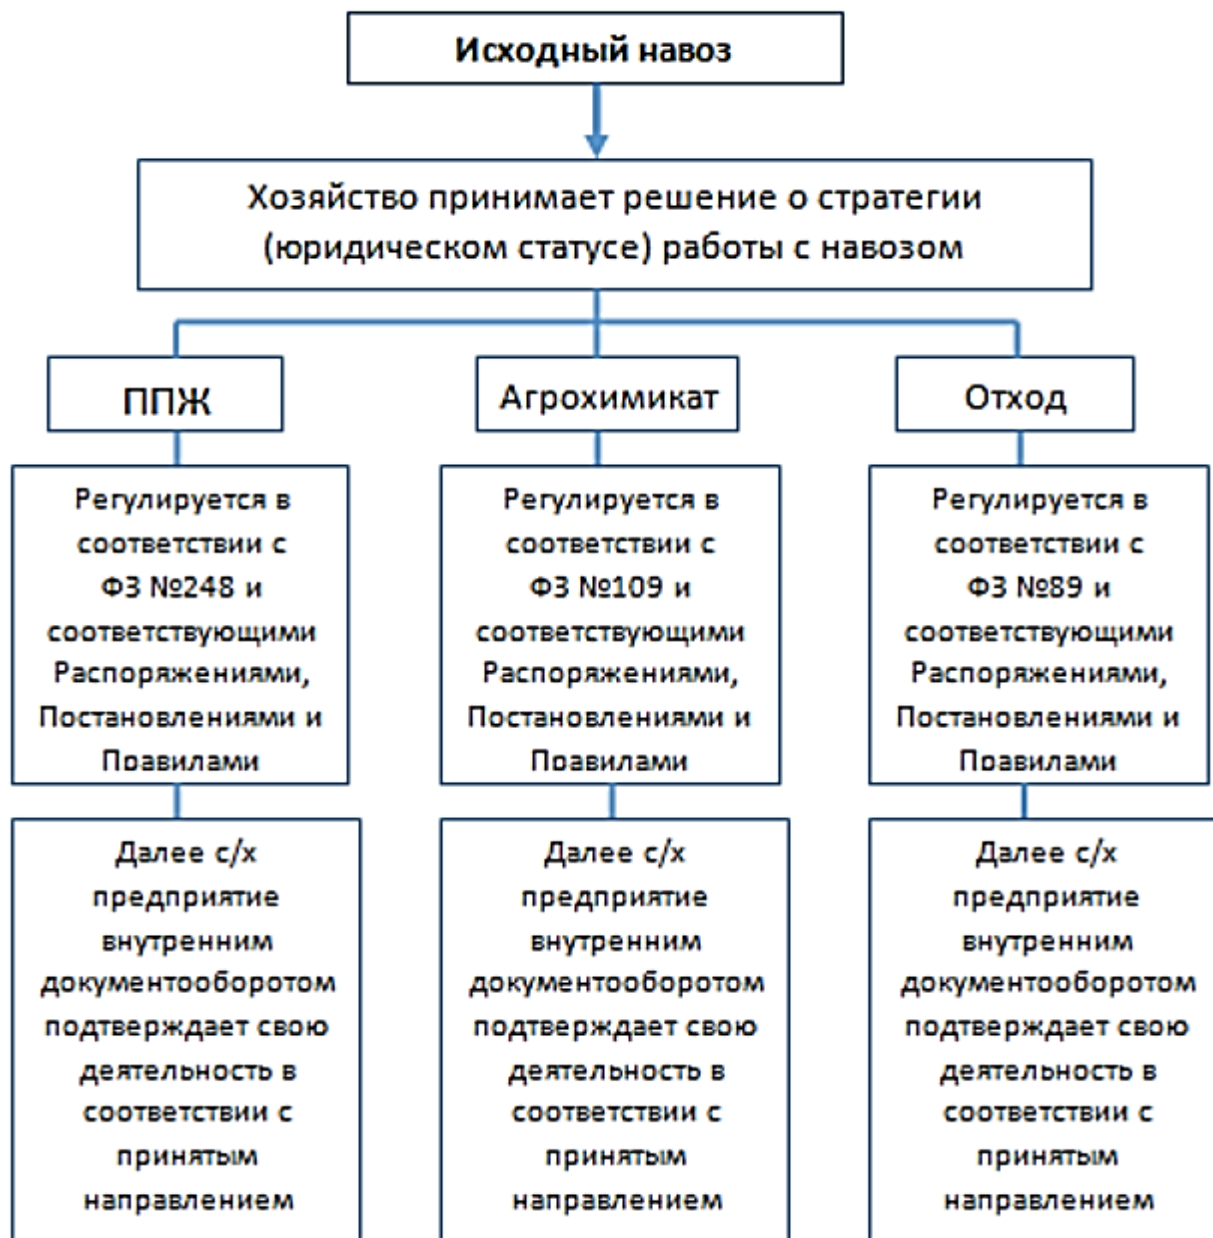 Исходный навоз
Хозяйство принимает решение о стратегии
(юридическом статусе) работы с навозом
ППЖ
Агрохимикат
Отход
Регулируется в
соответствии с
ФЗ №248 и
соответствующими
Распоряжениями,
Постановлениями и
Правилами
Регулируется в
соответствии с
ФЗ №109 и
соответствующими
Распоряжениями,
Постановлениями и
Правилами
Регулируется в
соответствии с
ФЗ №89 и
соответствующими
Распоряжениями,
Постановлениями и
Правилами
Далее с/х
предприятие
внутренним
документооборотом
подтверждает свою
деятельность в
соответствии с
принятым
направлением
Далее с/х
предприятие
внутренним
документооборотом
подтверждает свою
деятельность в
соответствии с
принятым
направлением
Далее с/х
предприятие
внутренним
документооборотом
подтверждает свою
деятельность в
соответствии с
принятым
направлением